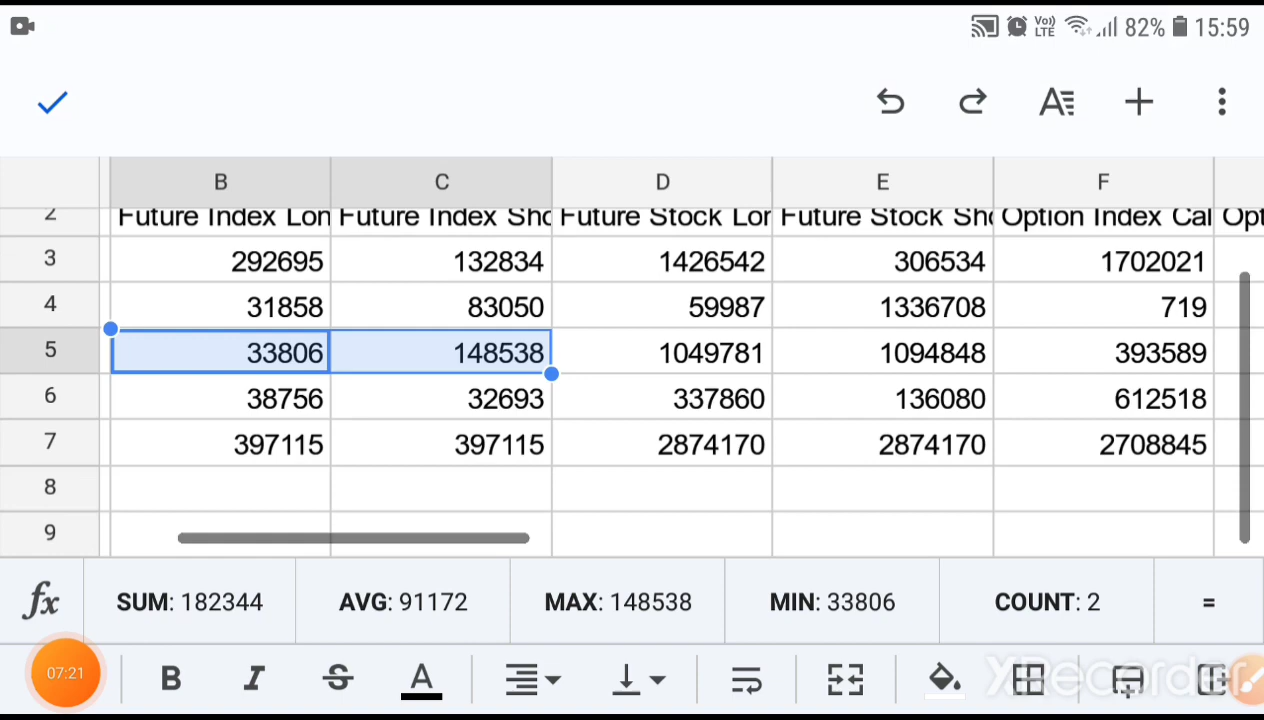 Vo)) LTE 82% 15:59
B C D E F
2 Future Index Lon Future Index Sho Future Stock Lor Future Stock Sho Option Index Cal Opt
3 292695 132834 1426542 306534 1702021
4 31858 83050 59987 1336708 719
5 33806 148538 1049781 1094848 393589
6 38756 32693 337860 136080 612518
7 397115 397115 2874170 2874170 2708845
8
9
fx SUM: 182344 AVG: 91172 MAX: 148538 MIN: 33806 COUNT: 2 =
07:21 B I S A XRecorder